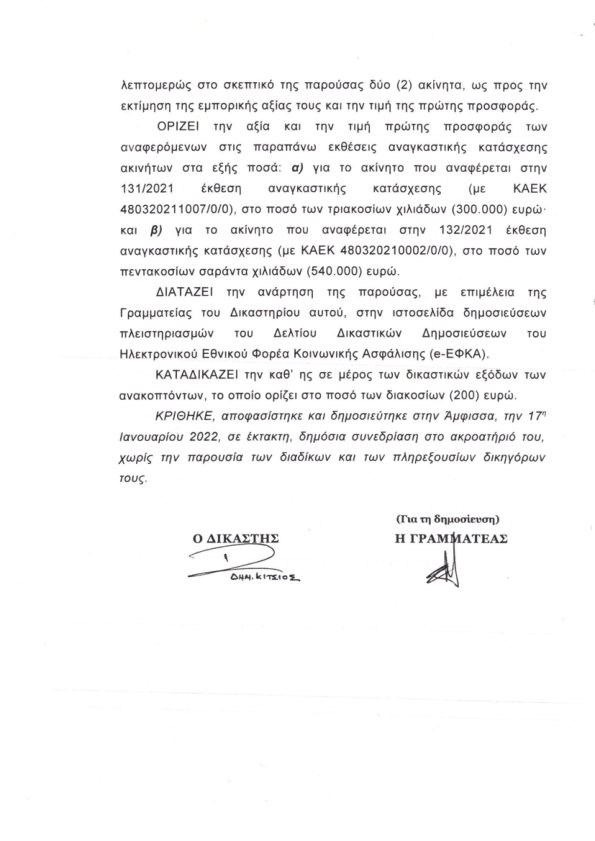 λεπτομερώς στο σκεπτικό της παρούσας δύο (2) ακίνητα, ως προς την
εκτίμηση της εμπορικής αξίας τους και την τιμή της πρώτης προσφοράς.
ΟΡΙΖΕΙ την αξία και την τιμή πρώτης προσφοράς των
αναφερόμενων στις παραπάνω εκθέσεις αναγκαστικής κατάσχεσης
ακινήτων στα εξής ποσά: α) για το ακίνητο που αναφέρεται στην
131/2021 έκθεση αναγκαστικής κατάσχεσης (με ΚΑΕΚ
480320211007/0/0), στο ποσό των τριακοσίων χιλιάδων (300.000) ευρώ·
και β) για το ακίνητο που αναφέρεται στην 132/2021 έκθεση
αναγκαστικής κατάσχεσης (με ΚΑΕΚ 480320210002/0/0), στο ποσό των
πεντακοσίων σαράντα χιλιάδων (540.000) ευρώ.
ΔΙΑΤΑΖΕΙ την ανάρτηση της παρούσας, με επιμέλεια της
Γραμματείας του Δικαστηρίου αυτού, στην ιστοσελίδα δημοσιεύσεων
πλειστηριασμών του Δελτίου Δικαστικών Δημοσιεύσεων του
Ηλεκτρονικού Εθνικού Φορέα Κοινωνικής Ασφάλισης (e-ΕΦΚΑ).
ΚΑΤΑΔΙΚΑΖΕΙ την καθ' ης σε μέρος των δικαστικών εξόδων των
ανακοπτόντων, το οποίο ορίζει στο ποσό των διακοσίων (200) ευρώ.
ΚΡΙΘΗΚΕ, αποφασίστηκε και δημοσιεύτηκε στην Άμφισσα, την 17η
Ιανουαρίου 2022, σε έκτακτη, δημόσια συνεδρίαση στο ακροατήριό του,
χωρίς την παρουσία των διαδίκων και των πληρεξουσίων δικηγόρων
τους.
(Για τη δημοσίευση)
Ο ΔΙΚΑΣΤΗΣ Η ΓΡΑΜΜΑΤΕΑΣ
ΔΗΜ. ΚΙΤΣΙΟΣ